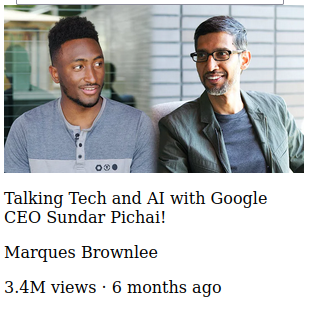 Talking Tech and AI with Google
CEO Sundar Pichai!
Marques Brownlee
3.4M views · 6 months ago